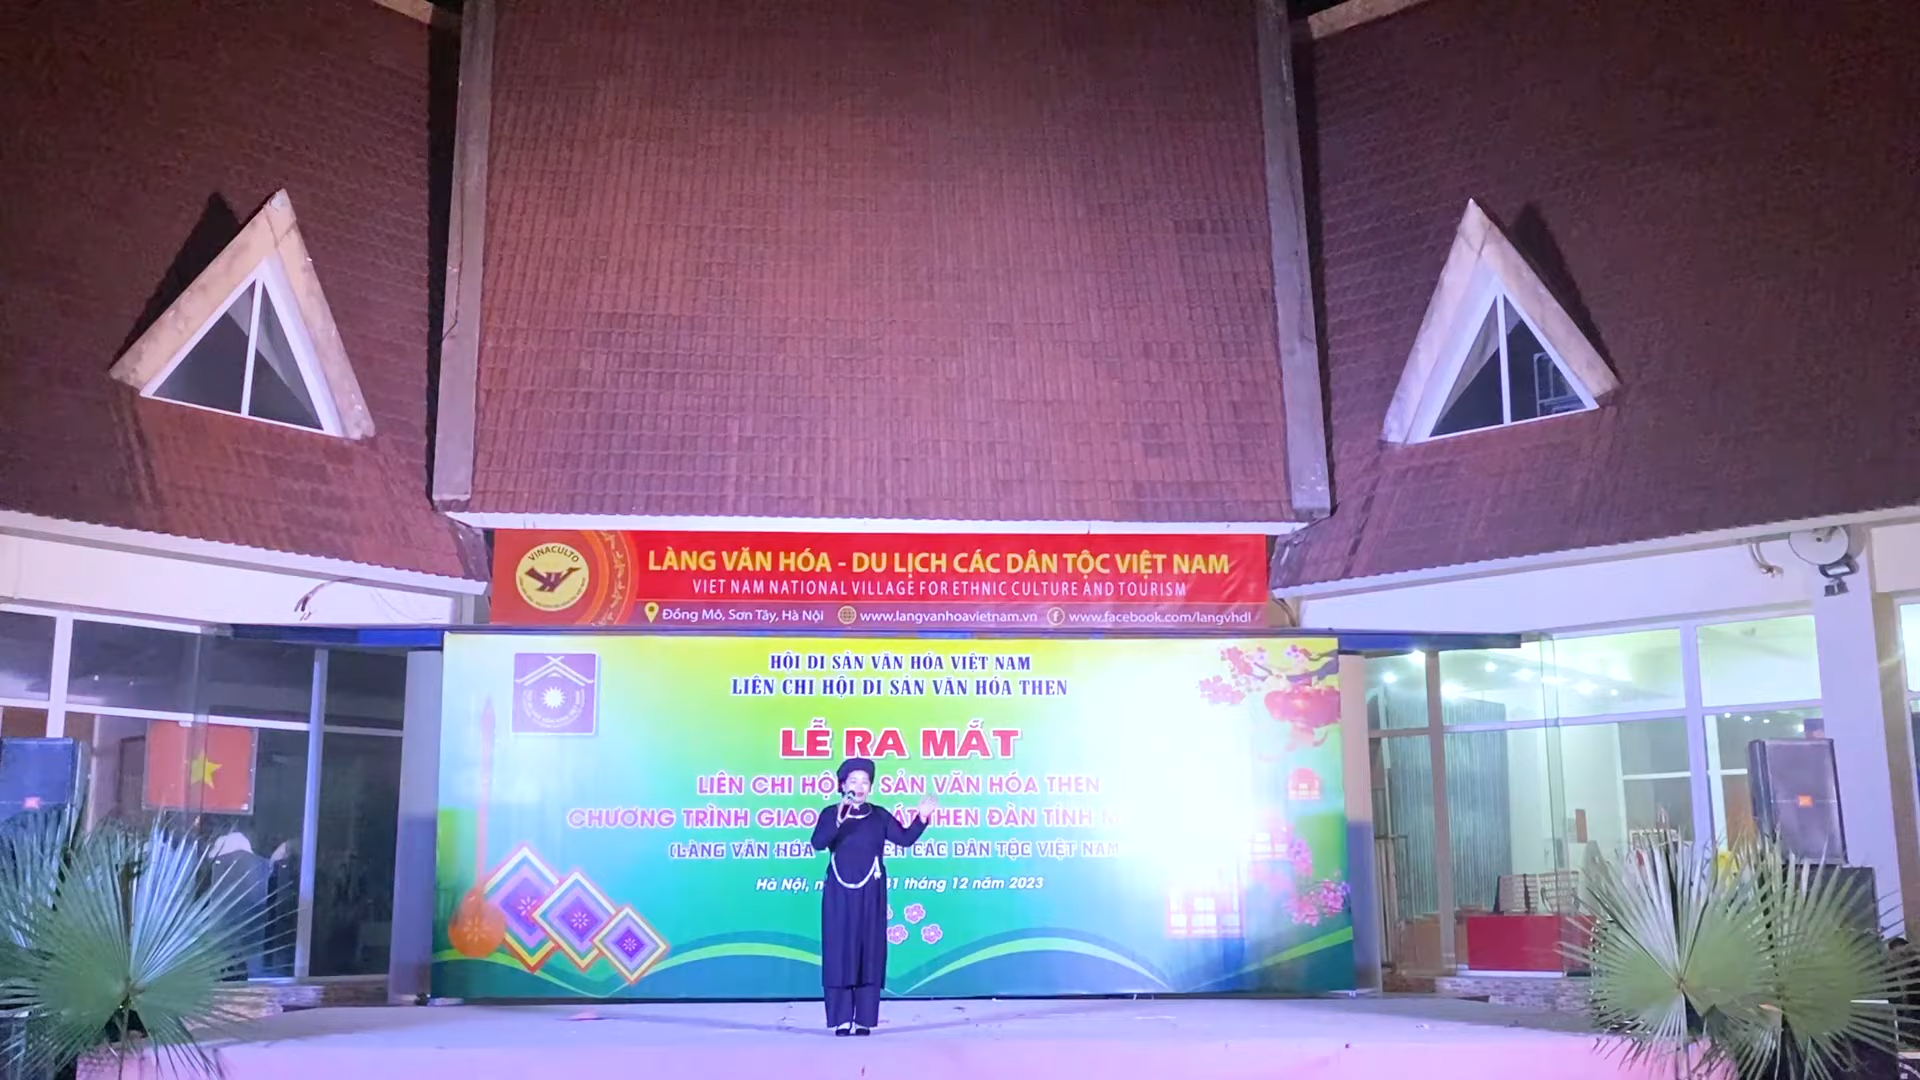 VINACULTO
LÀNG VĂN HÓA - DU LỊCH CÁC DÂN TỘC VIỆT NAM
VIET NAM NATIONAL VILLAGE FOR ETHNIC CULTURE AND TOURISM
Đồng Mô, Sơn Tây, Hà Nội www.langvanhoavietnam.vn www.facebook.com/langvhdl
HỘI DI SẢN VĂN HÓA VIỆT NAM
LIÊN CHI HỘI DI SẢN VĂN HÓA THEN
LỄ RA MẮT
LIÊN CHI HỘI SẢN VĂN HÓA THEN
CHƯƠNG TRÌNH GIAO THEN ĐÀN TÍNH
(LÀNG VĂN HÓA CÁC DÂN TỘC VIỆT NAM
Hà Nội, 31 tháng 12 năm 2023